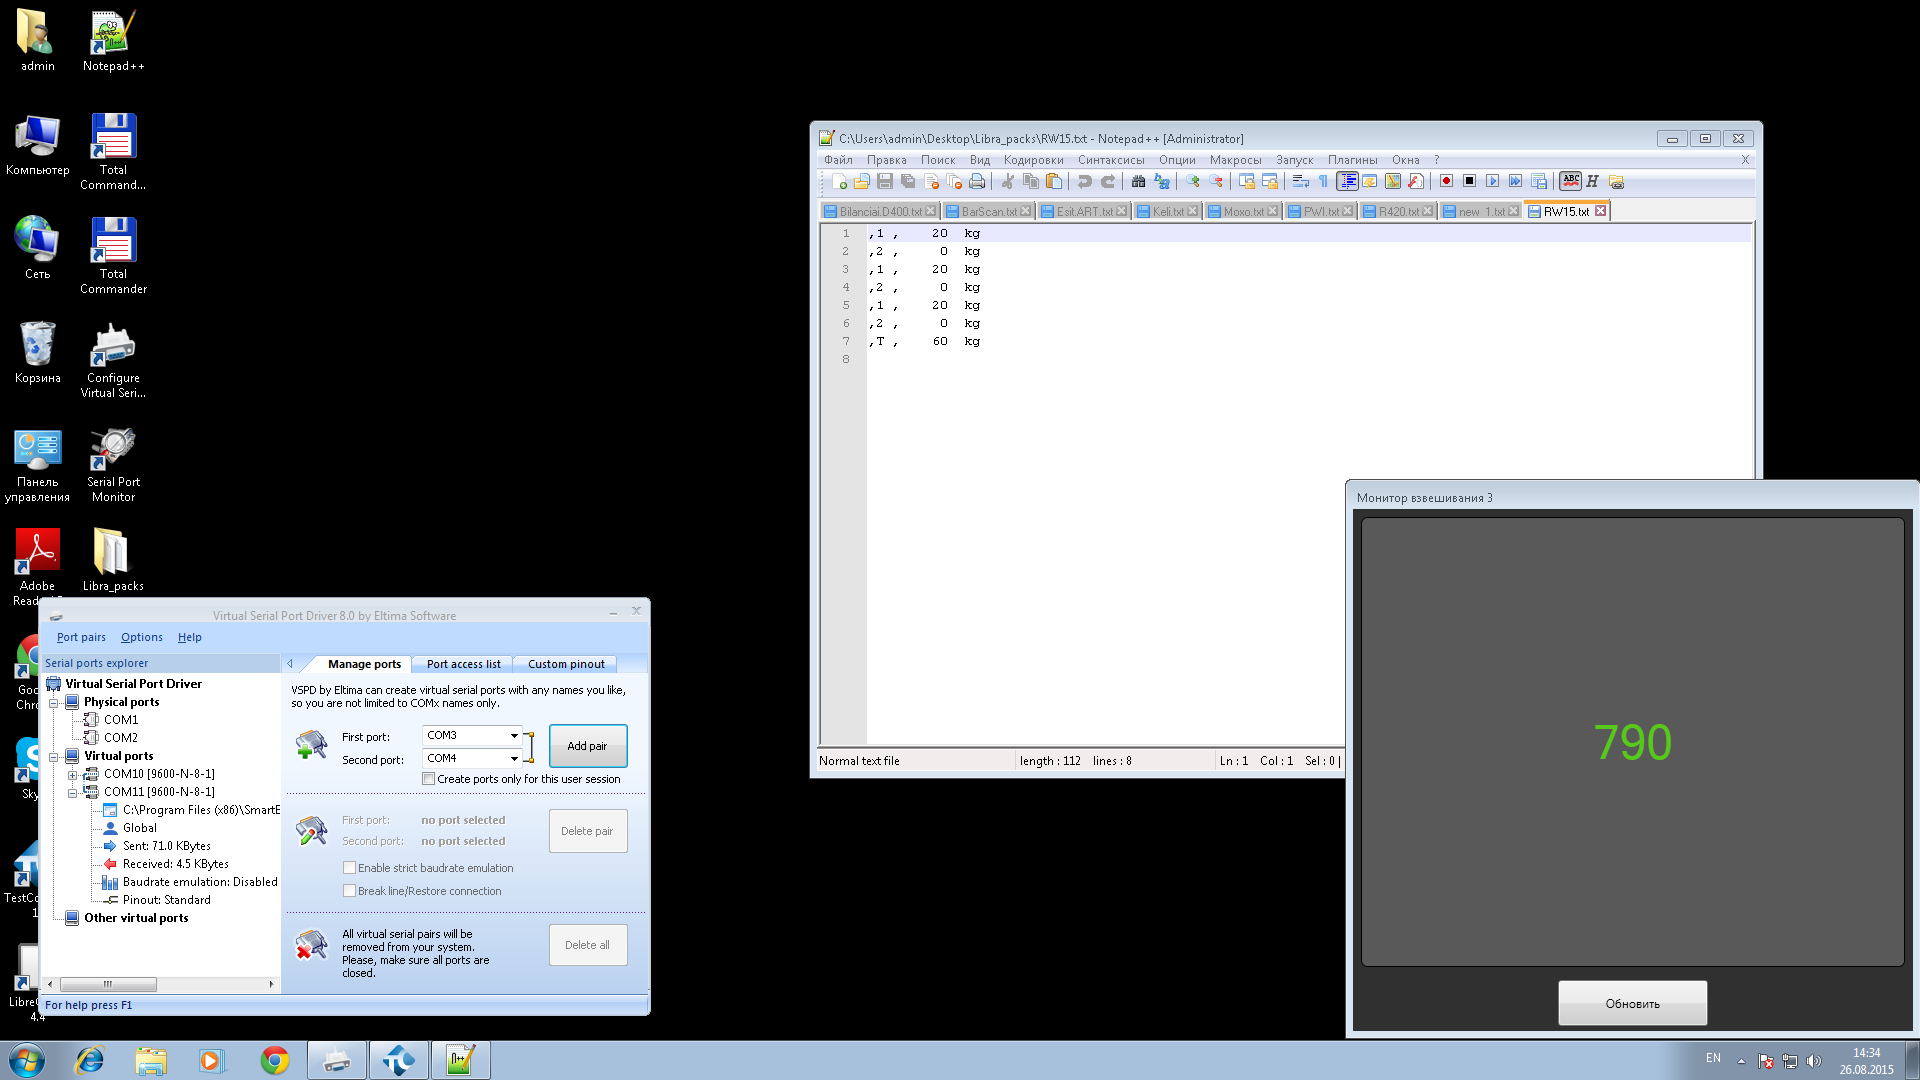 admin
Notepad++
Компьютер
Total
Command...
Сеть
Total
Commander
Корзина
Configure
Virtual Seri...
Панель
управления
Serial Port
Monitor
Adobe
Libra_packs
C:\Users\admin\Desktop\Libra_packs\RW15.txt - Notepad++ [Administrator]
Файл Правка Поиск Вид Кодировки Синтаксисы Опции Макросы Запуск Плагины Окна ? X
Bilanciai.D400.txt BarScan.txt Esit.ART.txt Keli.txt Moxo.txt PWI.txt R420.txt new 1.txt RW15.txt
1 ,1 , 20 kg
2 ,2 , 0 kg
3 ,1 , 20 kg
4 ,2 , 0 kg
5 ,1 , 20 kg
6 ,2 , 0 kg
7 ,T , 60 kg
8
Normal text file length : 112 lines : 8 Ln : 1 Col : 1 Sel : 0 |
Монитор взвешивания 3
790
Обновить
Virtual Serial Port Driver 8.0 by Eltima Software
Port pairs Options Help
Serial ports explorer
Virtual Serial Port Driver
Physical ports
COM1
COM2
Virtual ports
COM10 [9600-N-8-1]
COM11 [9600-N-8-1]
C:\Program Files (x86)\SmartE
Global
Sent: 71.0 KBytes
Received: 4.5 KBytes
Baudrate emulation: Disabled
Pinout: Standard
Other virtual ports
Manage ports Port access list Custom pinout
VSPD by Eltima can create virtual serial ports with any names you like,
so you are not limited to COMx names only.
First port: COM3
Second port: COM4
Add pair
Create ports only for this user session
First port: no port selected
Second port: no port selected
Delete pair
Enable strict baudrate emulation
Break line/Restore connection
All virtual serial pairs will be
removed from your system.
Please, make sure all ports are
closed.
Delete all
For help press F1
4.4
EN
14:34
26.08.2015